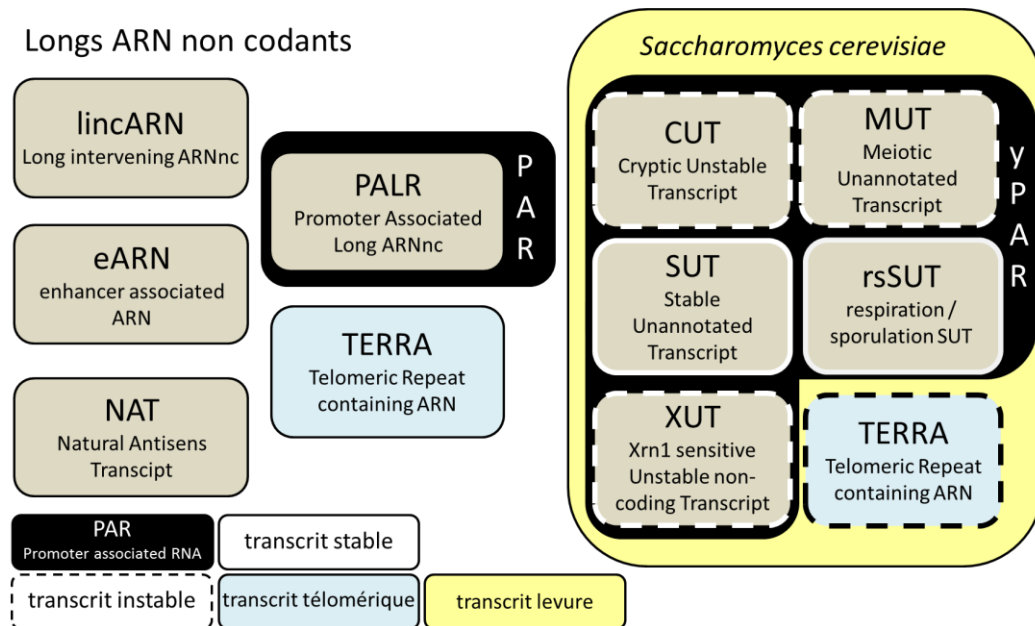 Longs ARN non codants
lincARN
Long intervening ARNnc
eARN
enhancer associated
ARN
NAT
Natural Antisens
Transcipt
PALR
Promoter Associated
Long ARNnc
PAR
TERRA
Telomeric Repeat
containing ARN
Saccharomyces cerevisiae
CUT
Cryptic Unstable
Transcript
MUT
Meiotic
Unannotated
Transcript
yPAR
SUT
Stable
Unannotated
Transcript
rsSUT
respiration /
sporulation SUT
XUT
Xrn1 sensitive
Unstable non-
coding Transcript
TERRA
Telomeric Repeat
containing ARN
PAR
Promoter associated RNA
transcrit stable
transcrit instable
transcrit télomérique
transcrit levure